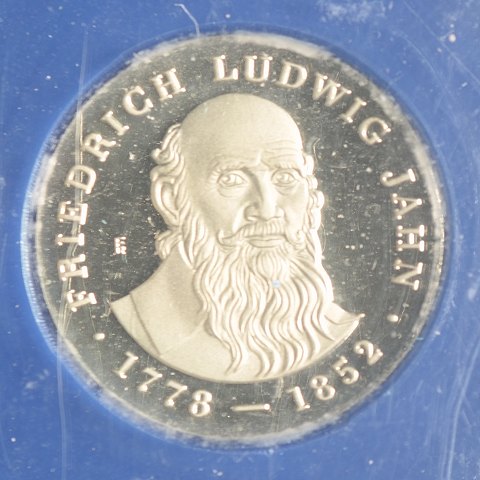 · FRIEDRICH LUDWIG JAHN ·
1778 — 1852